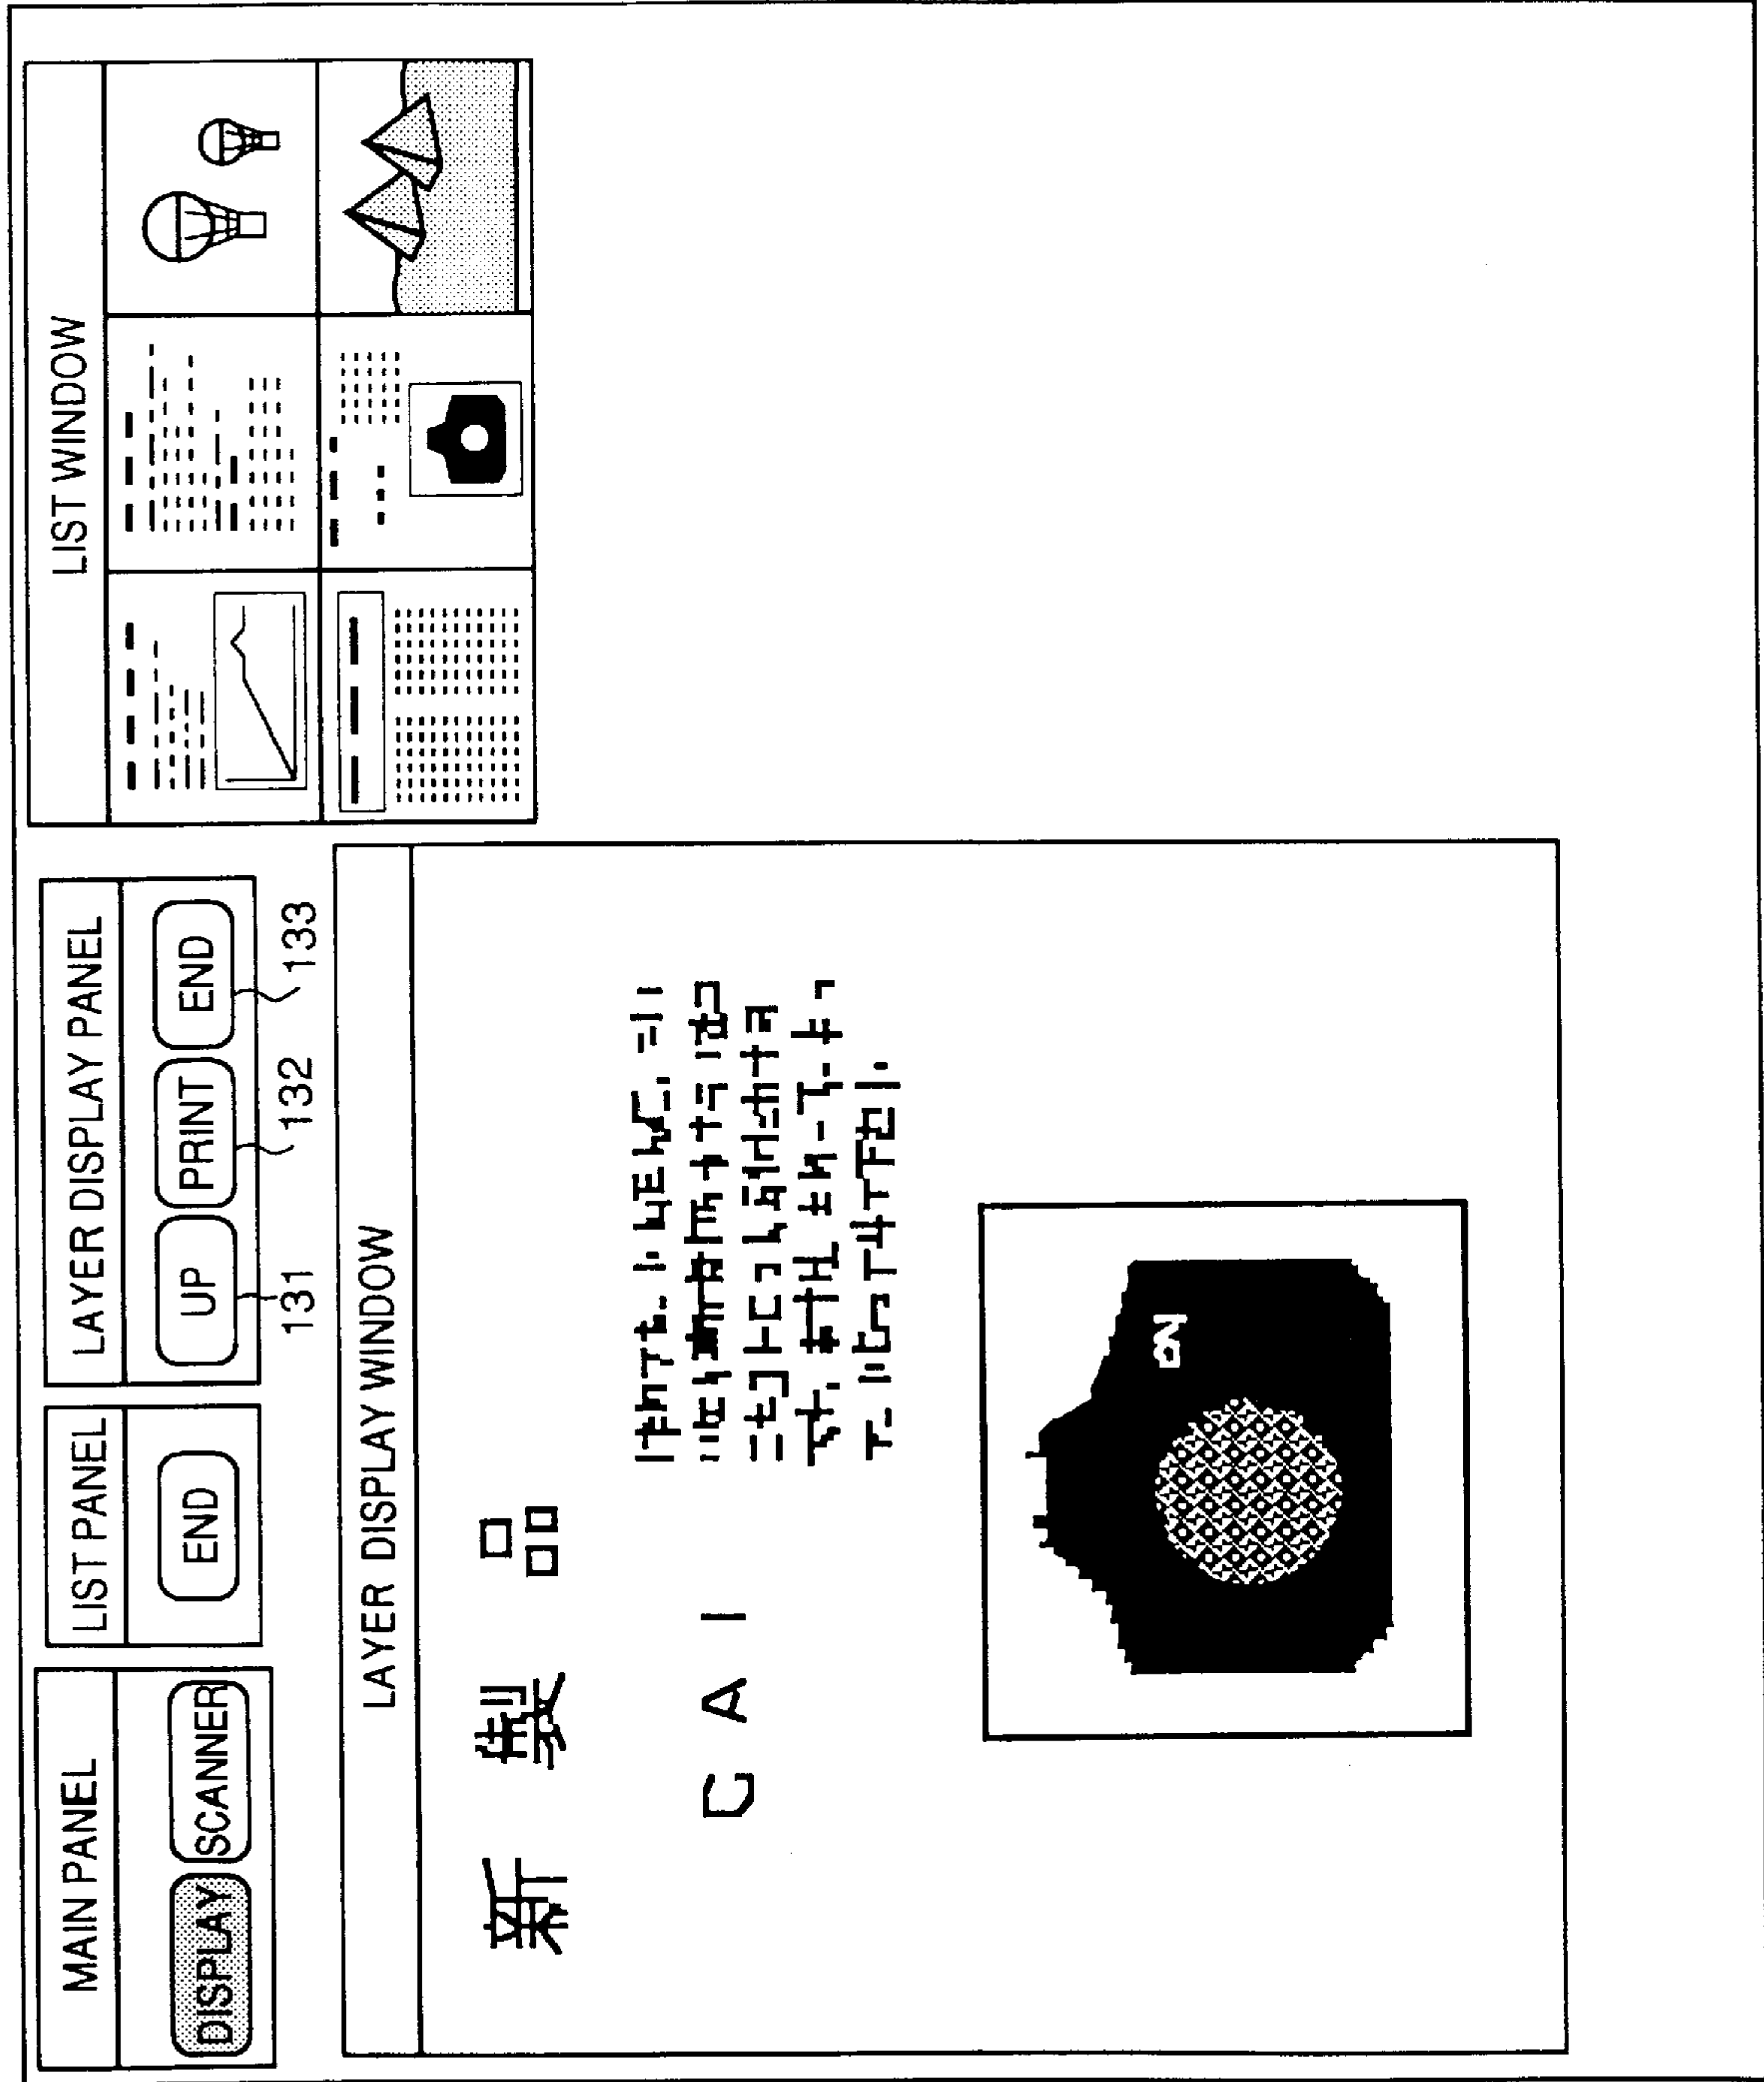 MAIN PANEL
DISPLAY
SCANNER
LIST PANEL
END
LAYER DISPLAY PANEL
UP
PRINT
END
131
132
133
LIST WINDOW
LAYER DISPLAY WINDOW
新 製 品
C A I